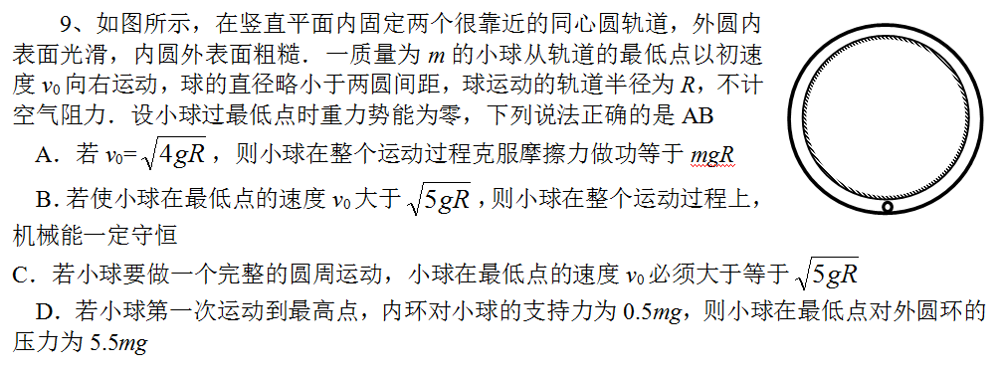 9、如图所示，在竖直平面内固定两个很靠近的同心圆轨道，外圆内
表面光滑，内圆外表面粗糙．一质量为 m 的小球从轨道的最低点以初速
度 v₀ 向右运动，球的直径略小于两圆间距，球运动的轨道半径为 R，不计
空气阻力．设小球过最低点时重力势能为零，下列说法正确的是 AB
A．若 v₀=√4gR，则小球在整个运动过程克服摩擦力做功等于 mgR
B．若使小球在最低点的速度 v₀ 大于 √5gR，则小球在整个运动过程上，
机械能一定守恒
C．若小球要做一个完整的圆周运动，小球在最低点的速度 v₀ 必须大于等于 √5gR
D．若小球第一次运动到最高点，内环对小球的支持力为 0.5mg，则小球在最低点对外圆环的
压力为 5.5mg